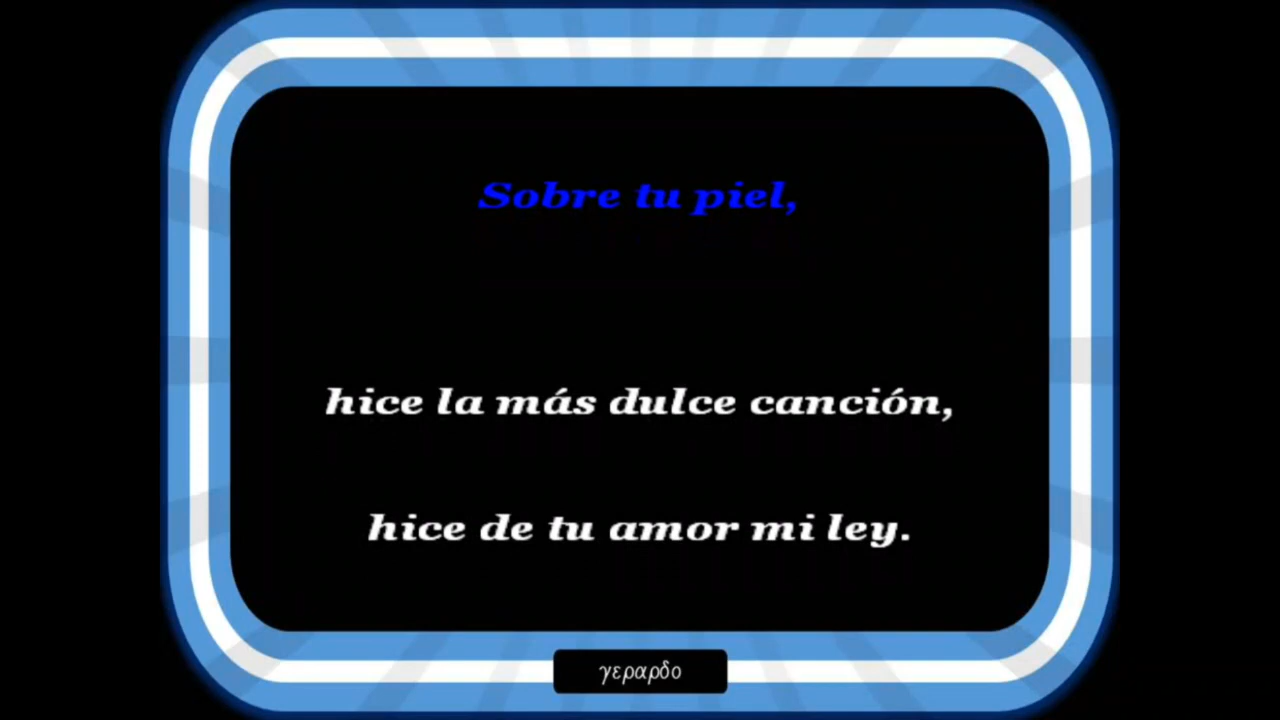 Sobre tu piel,
hice la más dulce canción,
hice de tu amor mi ley.
γεραρδο